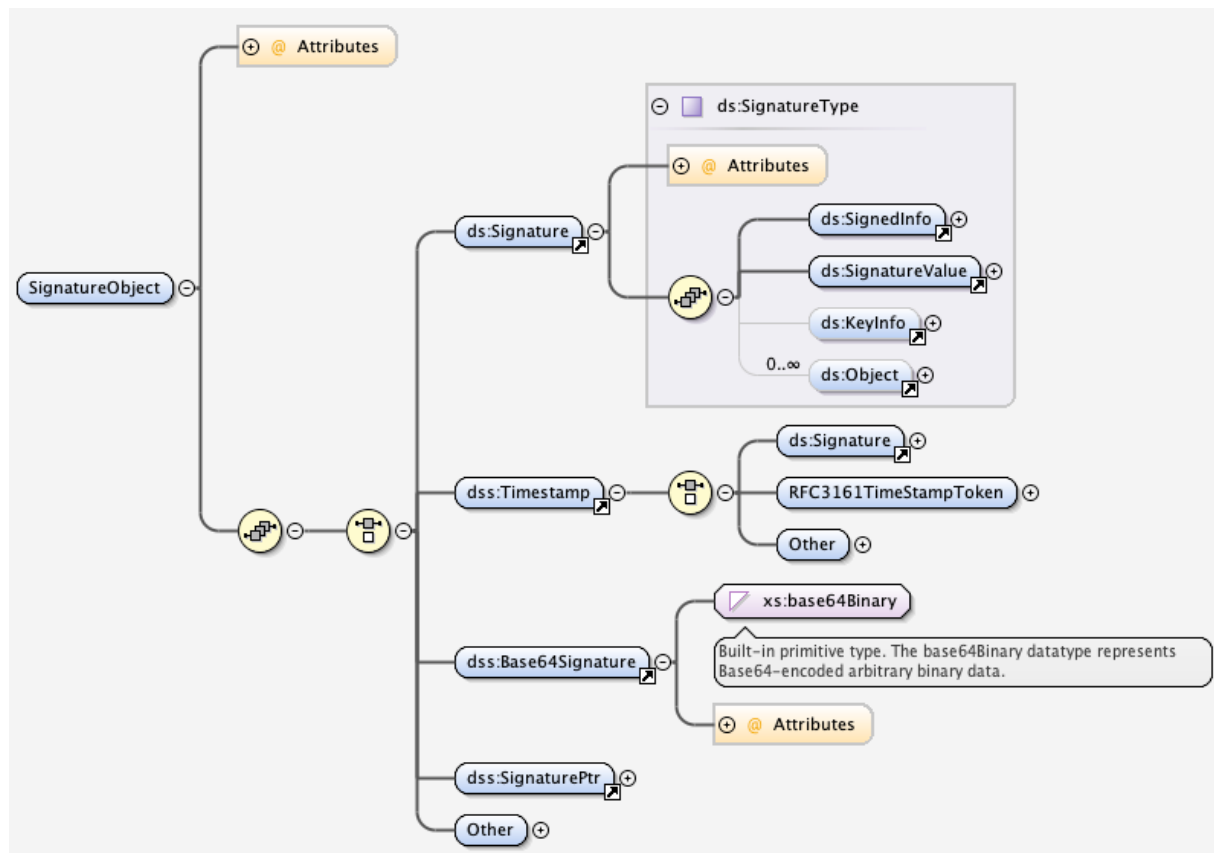 @ Attributes
ds:SignatureType
@ Attributes
ds:SignedInfo
ds:Signature
ds:SignatureValue
SignatureObject
ds:KeyInfo
0..∞
ds:Object
ds:Signature
dss:Timestamp
RFC3161TimeStampToken
Other
xs:base64Binary
Built-in primitive type. The base64Binary datatype represents
Base64-encoded arbitrary binary data.
dss:Base64Signature
@ Attributes
dss:SignaturePtr
Other